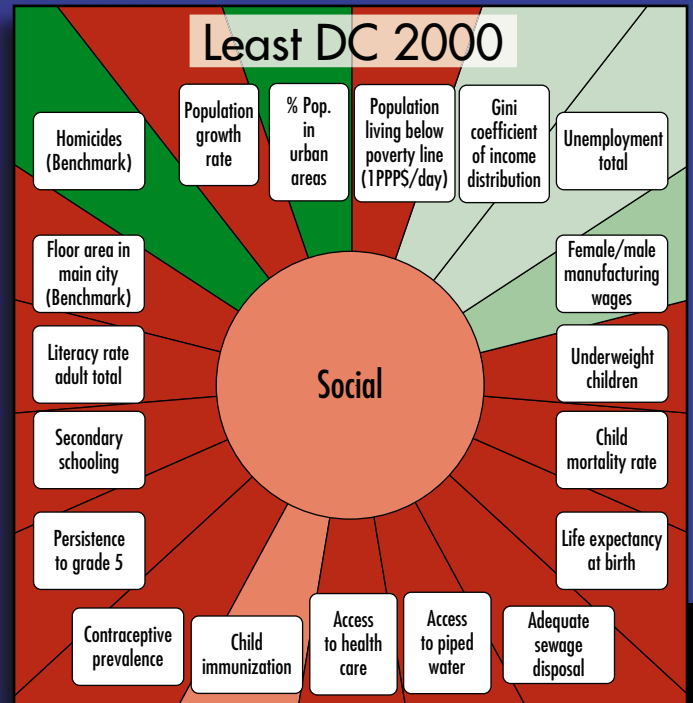 Least DC 2000
Homicides
(Benchmark)
Population
growth
rate
% Pop.
in
urban
areas
Population
living below
poverty line
(1PPP$/day)
Gini
coefficient
of income
distribution
Unemployment
total
Floor area in
main city
(Benchmark)
Female/male
manufacturing
wages
Literacy rate
adult total
Social
Underweight
children
Secondary
schooling
Child
mortality rate
Persistence
to grade 5
Life expectancy
at birth
Contraceptive
prevalence
Child
immunization
Access
to health
care
Access
to piped
water
Adequate
sewage
disposal